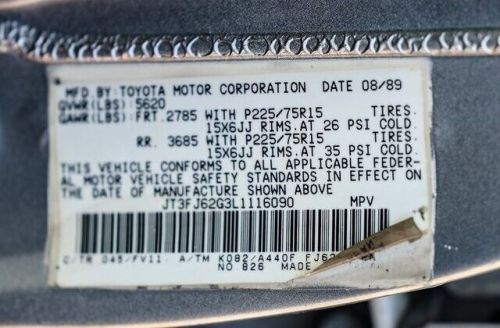 MFD BY: TOYOTA MOTOR CORPORATION DATE 08/89
GVWR(LBS):5620
GAWR(LBS): FRT. 2785 WITH P225/75R15 TIRES.
15X6JJ RIMS. AT 26 PSI COLD.
RR. 3685 WITH P225/75R15 TIRES.
15X6JJ RIMS. AT 35 PSI COLD.
THIS VEHICLE CONFORMS TO ALL APPLICABLE FEDER-
AL MOTOR VEHICLE SAFETY STANDARDS IN EFFECT ON
THE DATE OF MANUFACTURE SHOWN ABOVE
JT3FJ62G3L1116090 MPV
C/TR 045/FV11 A/TM K082/A440F FJ62
NO.826 MADE